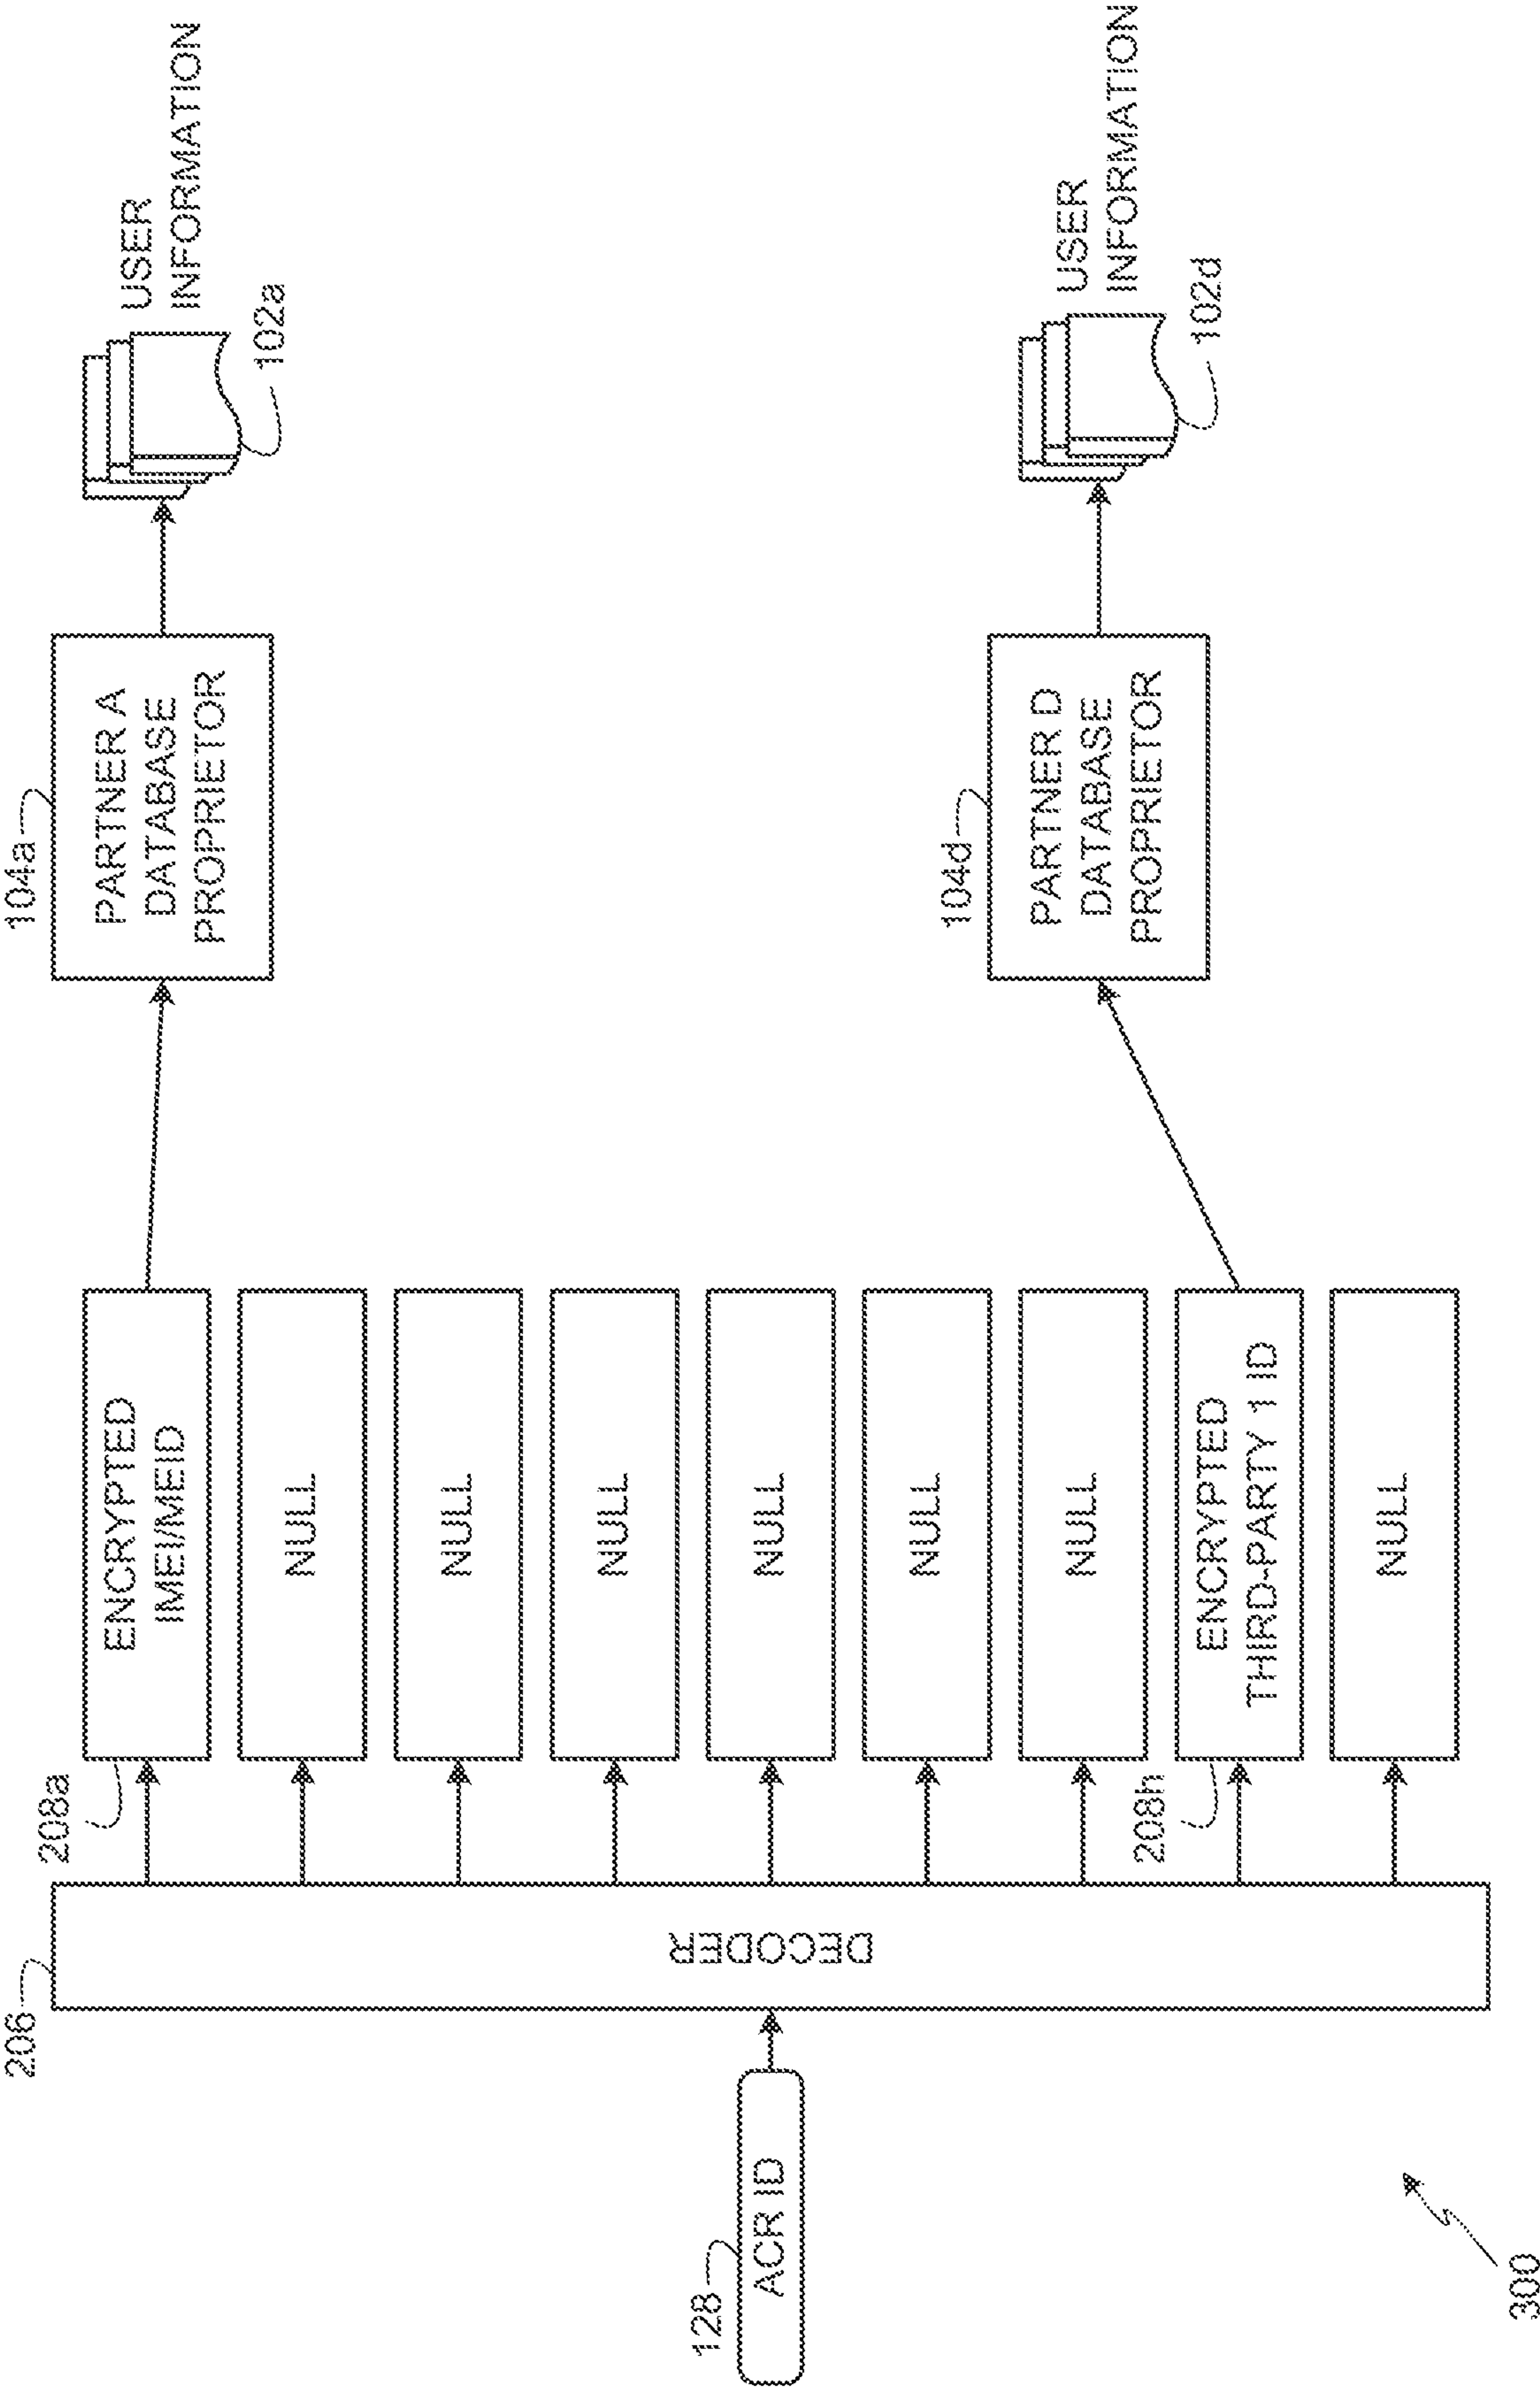 300
128
ACR ID
206
DECODER
208a
ENCRYPTED
IMEI/MEID
NULL
NULL
NULL
NULL
NULL
NULL
208h
ENCRYPTED
THIRD-PARTY 1 ID
NULL
104a
PARTNER A
DATABASE
PROPRIETOR
104d
PARTNER D
DATABASE
PROPRIETOR
USER
INFORMATION
102a
USER
INFORMATION
102d